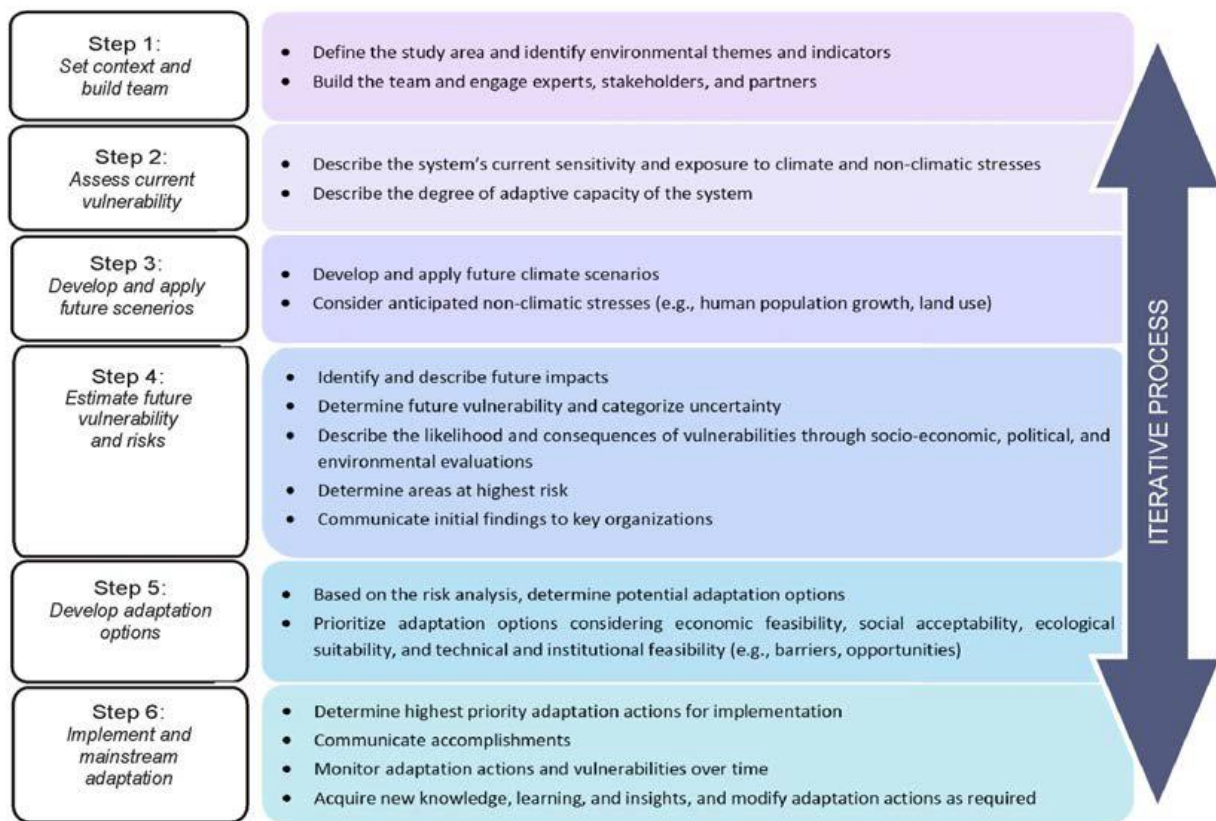 Step 1:
Set context and
build team
• Define the study area and identify environmental themes and indicators
• Build the team and engage experts, stakeholders, and partners
Step 2:
Assess current
vulnerability
• Describe the system's current sensitivity and exposure to climate and non-climatic stresses
• Describe the degree of adaptive capacity of the system
Step 3:
Develop and apply
future scenerios
• Develop and apply future climate scenarios
• Consider anticipated non-climatic stresses (e.g., human population growth, land use)
Step 4:
Estimate future
vulnerability
and risks
• Identify and describe future impacts
• Determine future vulnerability and categorize uncertainty
• Describe the likelihood and consequences of vulnerabilities through socio-economic, political, and
environmental evaluations
• Determine areas at highest risk
• Communicate initial findings to key organizations
Step 5:
Develop adaptation
options
• Based on the risk analysis, determine potential adaptation options
• Prioritize adaptation options considering economic feasibility, social acceptability, ecological
suitability, and technical and institutional feasibility (e.g., barriers, opportunities)
Step 6:
Implement and
mainstream
adaptation
• Determine highest priority adaptation actions for implementation
• Communicate accomplishments
• Monitor adaptation actions and vulnerabilities over time
• Acquire new knowledge, learning, and insights, and modify adaptation actions as required
ITERATIVE PROCESS